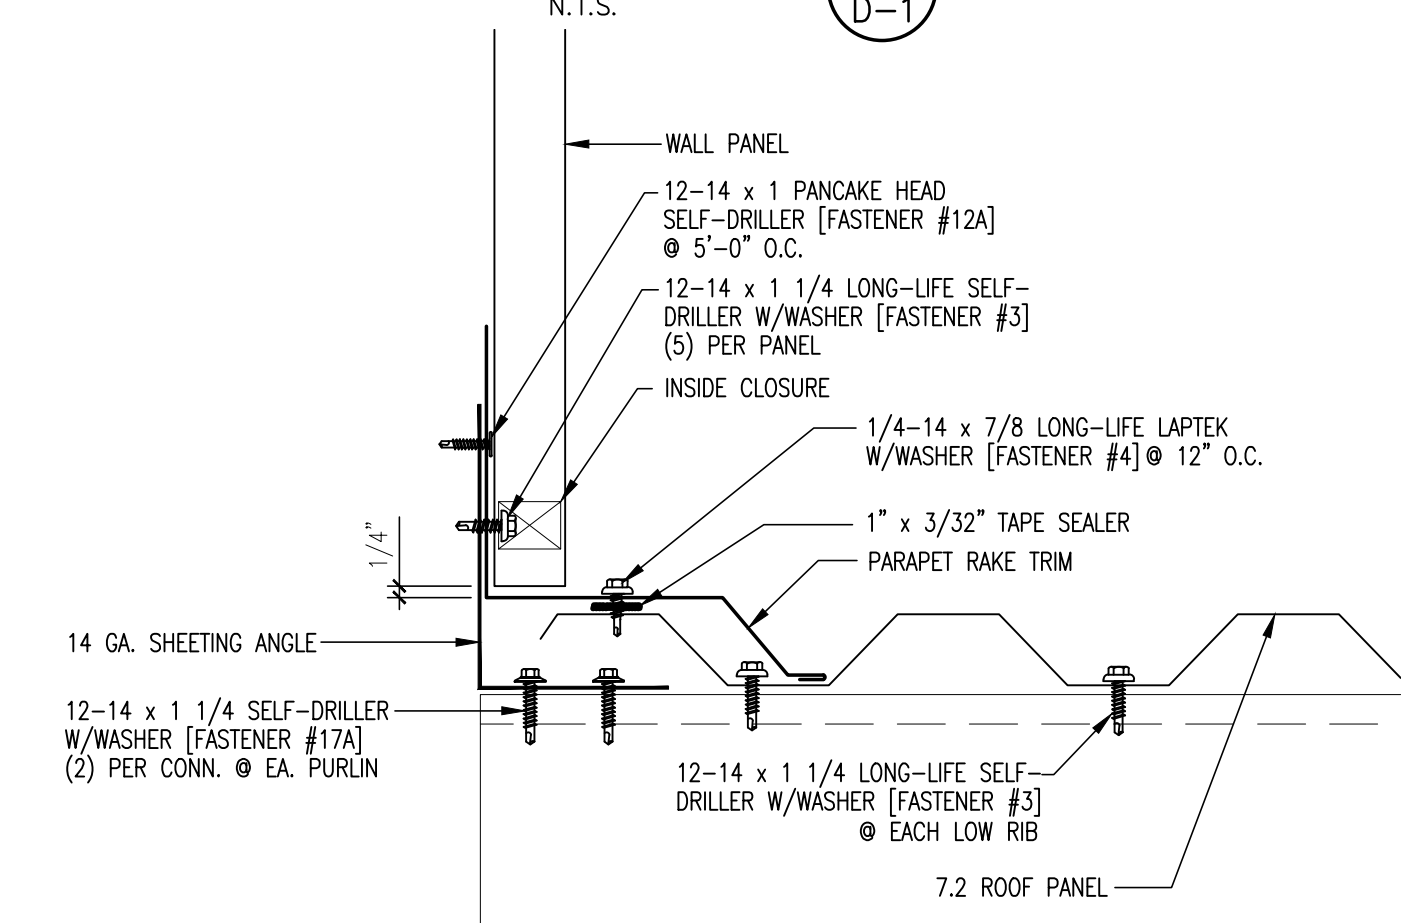 N.T.S.
D-1
WALL PANEL
12-14 x 1 PANCAKE HEAD
SELF-DRILLER [FASTENER #12A]
@ 5'-0" O.C.
12-14 x 1 1/4 LONG-LIFE SELF-
DRILLER W/WASHER [FASTENER #3]
(5) PER PANEL
INSIDE CLOSURE
1/4-14 x 7/8 LONG-LIFE LAPTEK
W/WASHER [FASTENER #4] @ 12" O.C.
1" x 3/32" TAPE SEALER
PARAPET RAKE TRIM
1/4"
14 GA. SHEETING ANGLE
12-14 x 1 1/4 SELF-DRILLER
W/WASHER [FASTENER #17A]
(2) PER CONN. @ EA. PURLIN
12-14 x 1 1/4 LONG-LIFE SELF-
DRILLER W/WASHER [FASTENER #3]
@ EACH LOW RIB
7.2 ROOF PANEL